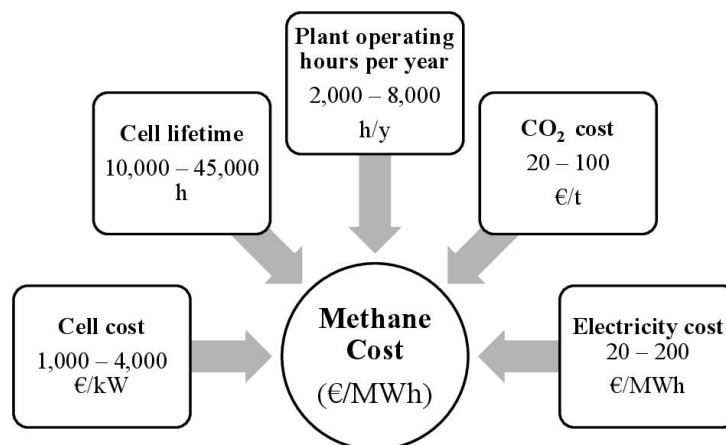 Plant operating
hours per year
2,000 – 8,000
h/y
Cell lifetime
10,000 – 45,000
h
CO₂ cost
20 – 100
€/t
Cell cost
1,000 – 4,000
€/kW
Methane
Cost
(€/MWh)
Electricity cost
20 – 200
€/MWh